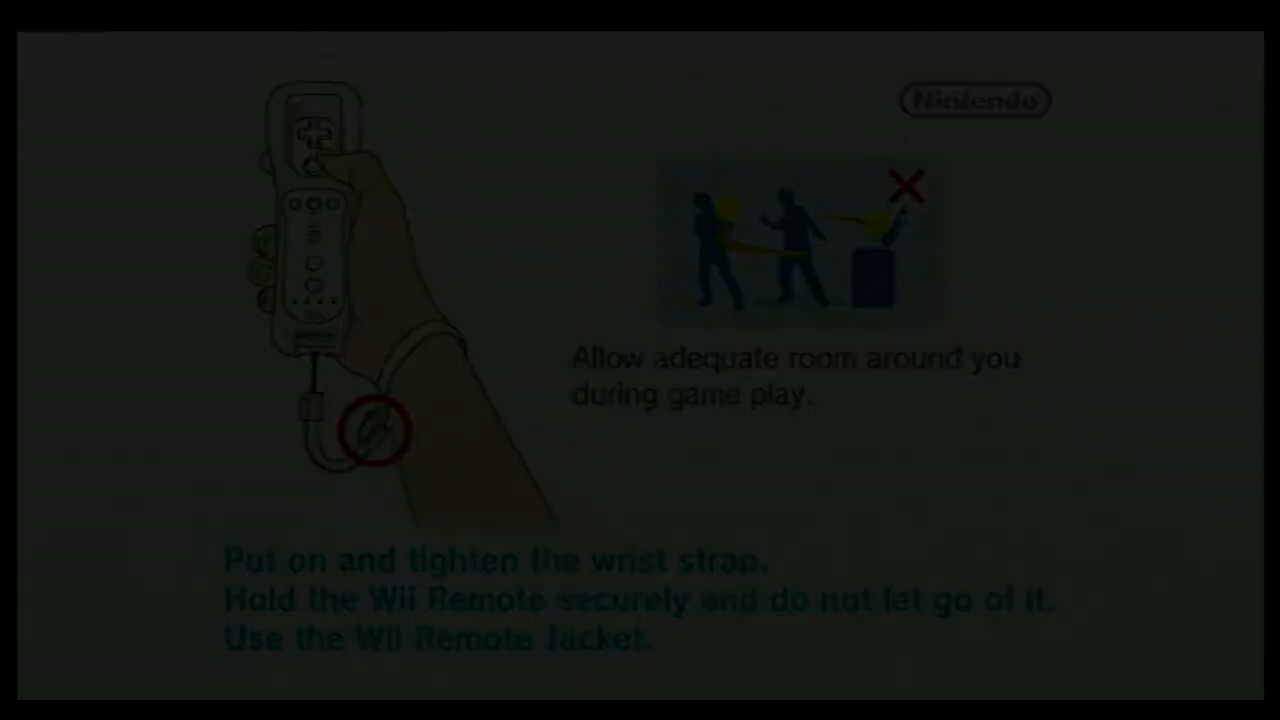 Nintendo
Allow adequate room around you
during game play.
Put on and tighten the wrist strap.
Hold the Wii Remote securely and do not let go of it.
Use the Wii Remote Jacket.